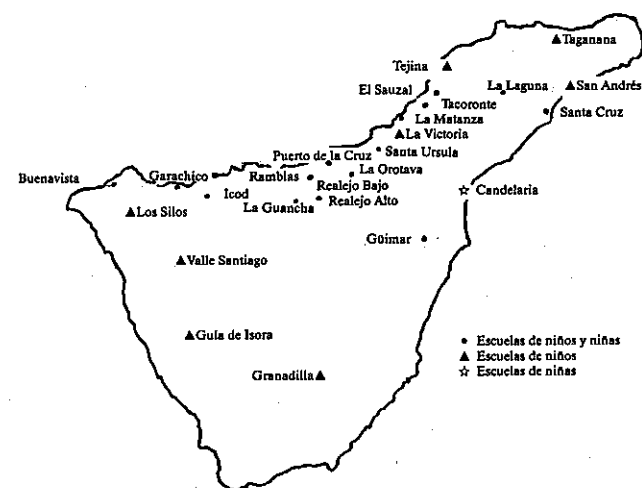 Taganana
Tejina
El Sauzal
La Laguna
San Andrés
Tacoronte
La Matanza
Santa Cruz
La Victoria
Puerto de la Cruz
Santa Ursula
Buenavista
Garachico
Ramblas
La Orotava
Realejo Bajo
Icod
La Guancha
Realejo Alto
Candelaria
Los Silos
Güimar
Valle Santiago
Guía de Isora
Granadilla
Escuelas de niños y niñas
Escuelas de niños
Escuelas de niñas